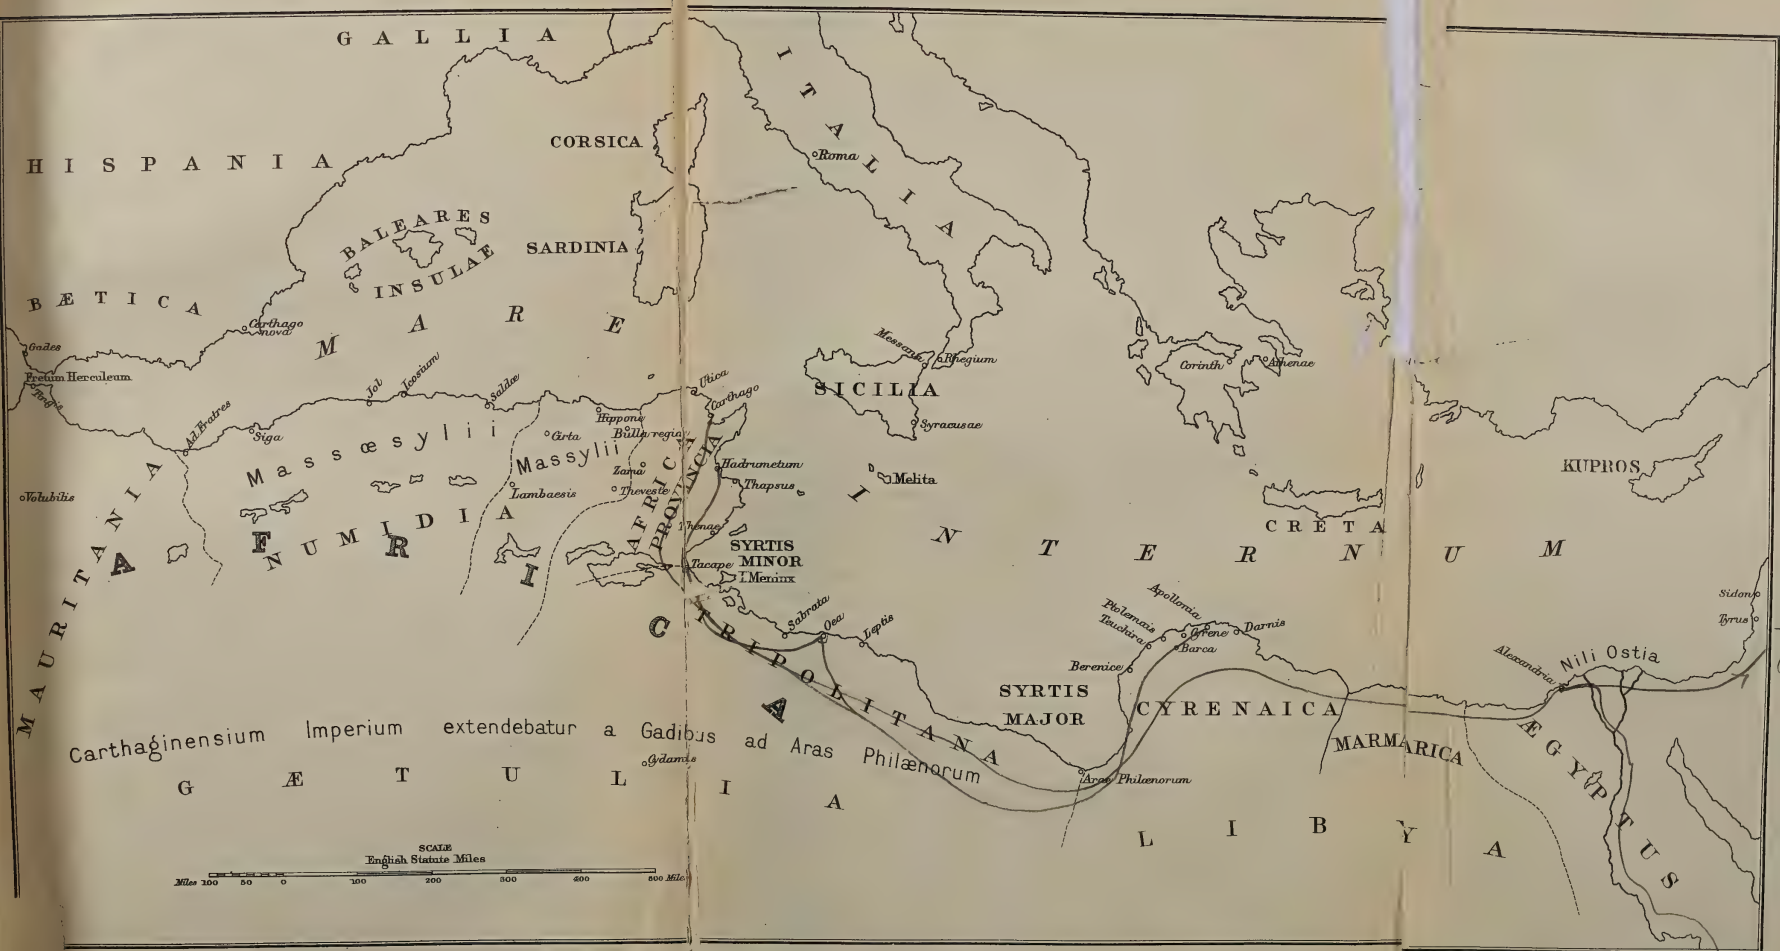 GALLIA
ITALIA
HISPANIA
CORSICA
Roma
BALEARES
INSULAE
SARDINIA
BÆTICA
Carthago
nova
MARE
INTERNUM
Gades
Fretum Herculeum
Tingis
Ad Fratres
Siga
Jol
Icosium
Saldæ
Utica
Carthago
Messana
Rhegium
SICILIA
Syracusae
Corinth
Athenae
Hippone
Massœsylii
Cirta
Bulla regia
Massylii
Zama
Hadrumetum
Thapsus
Melita
KUPROS
Volubilis
Lambaesis
Theveste
AFRICA
PROVINCIA
Thenae
CRETA
MAURITANIA
NUMIDIA
AFRICA
SYRTIS
MINOR
Tacape
I. Meninx
Sidon
Tyrus
TRIPOLITANA
Sabrata
Oea
Leptis
Apollonia
Ptolemais
Teuchira
Cyrene
Darnis
Barca
Berenice
Alexandria
Nili Ostia
SYRTIS
MAJOR
CYRENAICA
MARMARICA
ÆGYPTUS
Carthaginensium Imperium extendebatur a Gadibus ad Aras Philænorum
Cydamis
Arae Philænorum
GÆTULIA
LIBYA
SCALE
English Statute Miles
Miles 100 50 0 100 200 300 400 500 Miles